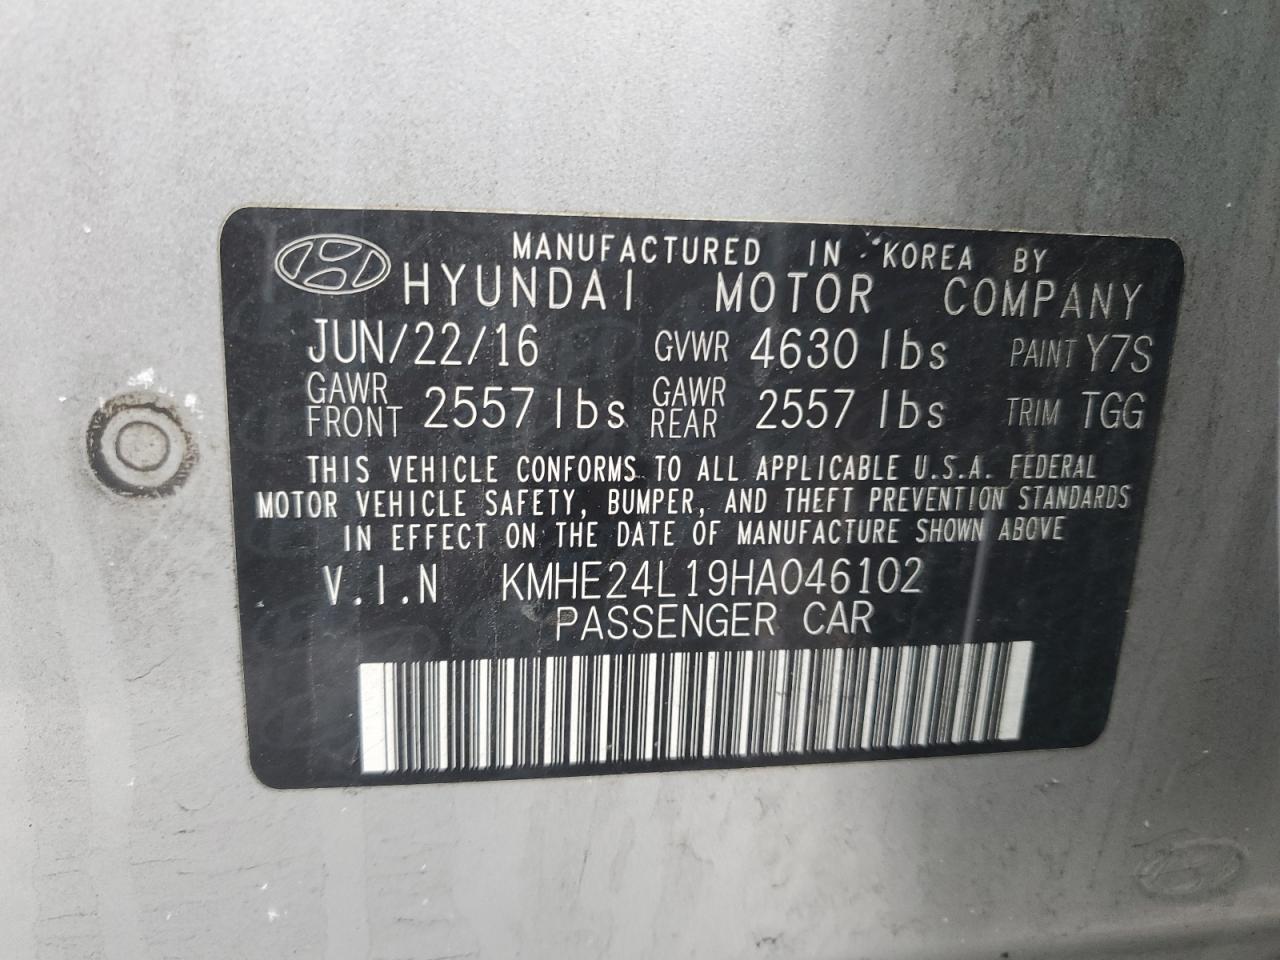 MANUFACTURED IN KOREA BY
HYUNDAI MOTOR COMPANY
JUN/22/16 GVWR 4630 lbs PAINT Y7S
GAWR FRONT 2557 lbs GAWR REAR 2557 lbs TRIM TGG
THIS VEHICLE CONFORMS TO ALL APPLICABLE U.S.A. FEDERAL
MOTOR VEHICLE SAFETY, BUMPER, AND THEFT PREVENTION STANDARDS
IN EFFECT ON THE DATE OF MANUFACTURE SHOWN ABOVE
V.I.N KMHE24L19HA046102
PASSENGER CAR